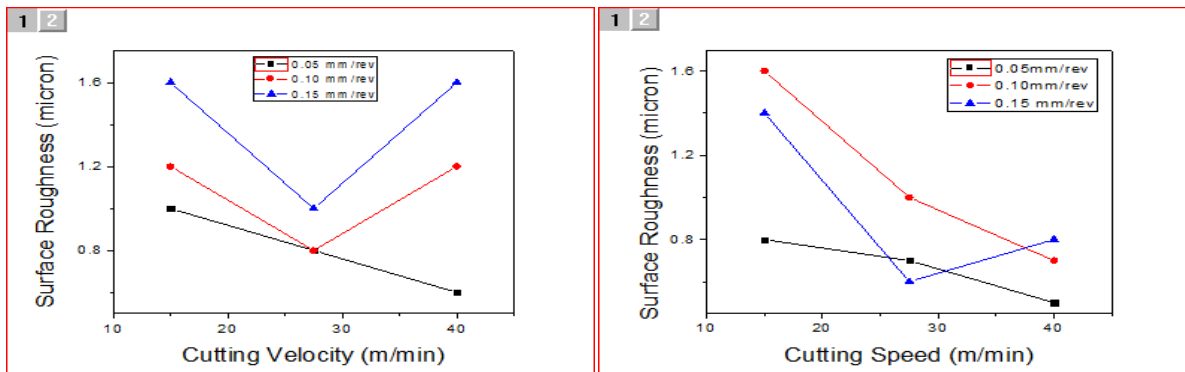 1 2
0.05 mm/rev
0.10 mm/rev
0.15 mm/rev
1.6
1.2
0.8
Surface Roughness (micron)
10 20 30 40
Cutting Velocity (m/min)
1 2
0.05mm/rev
0.10mm/rev
0.15 mm/rev
1.6
1.2
0.8
Surface Roughness (micron)
10 20 30 40
Cutting Speed (m/min)